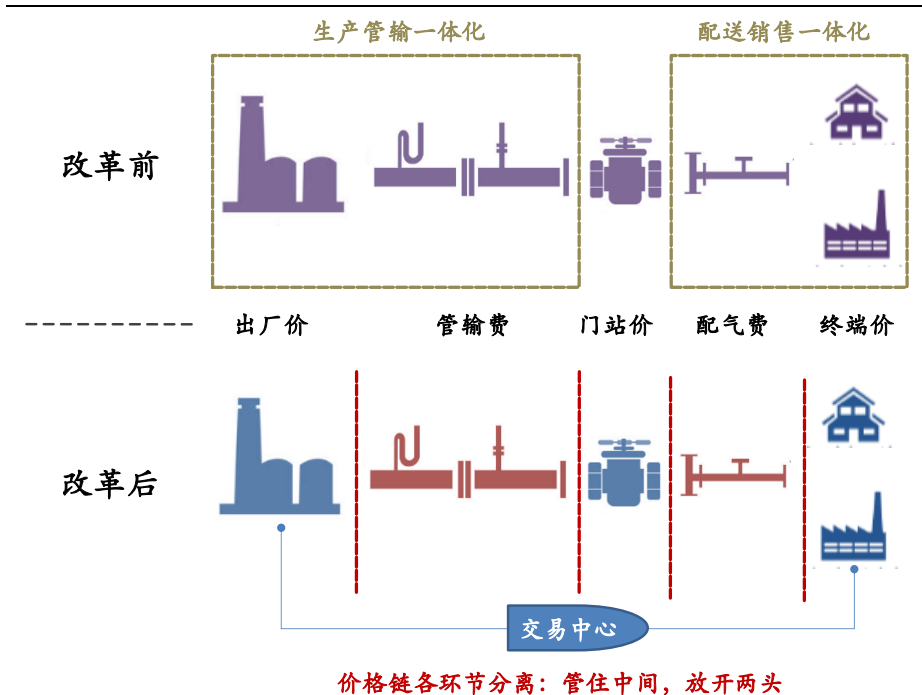 生产管输一体化
配送销售一体化
改革前
出厂价
管输费
门站价
配气费
终端价
改革后
交易中心
价格链各环节分离：管住中间，放开两头